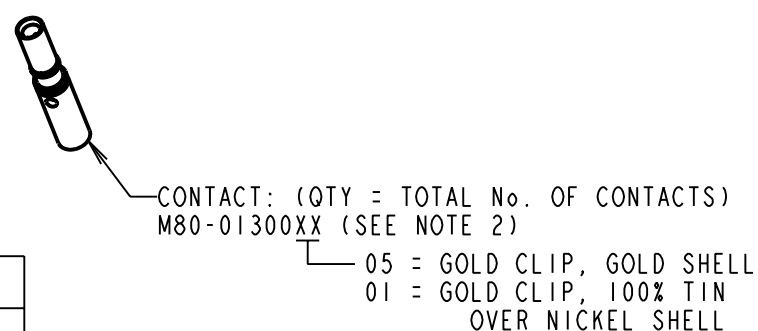 CONTACT: (QTY = TOTAL No. OF CONTACTS)
M80-01300XX (SEE NOTE 2)
05 = GOLD CLIP, GOLD SHELL
01 = GOLD CLIP, 100% TIN
OVER NICKEL SHELL